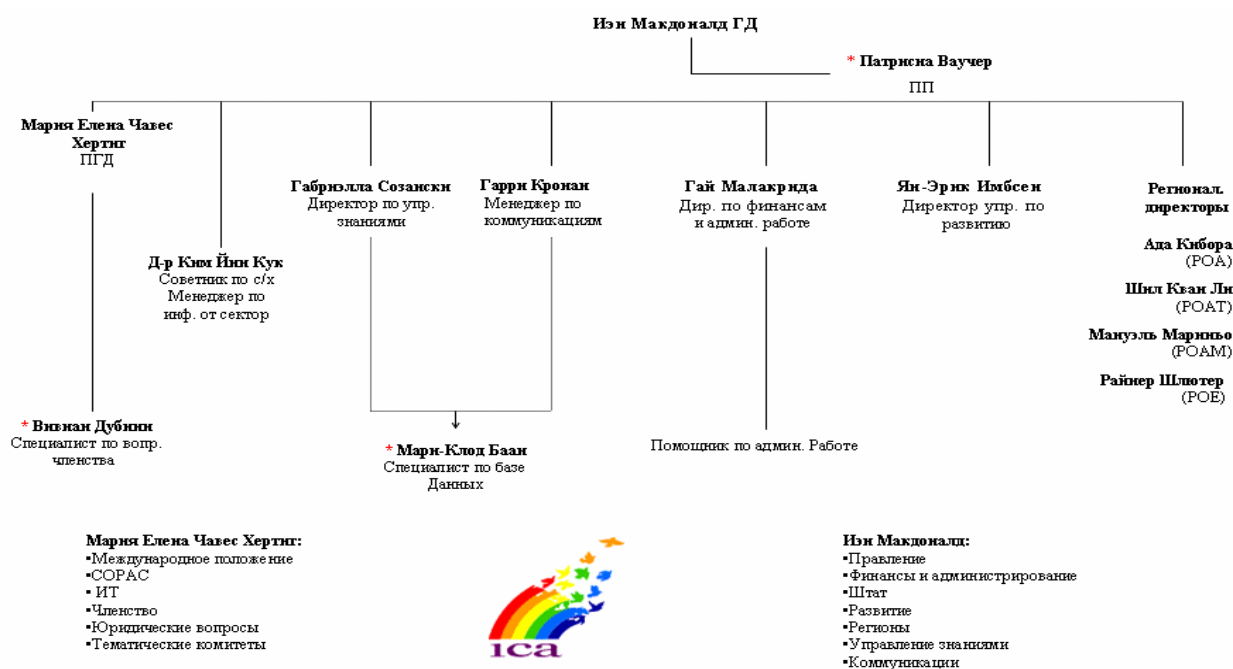 Иэн Макдоналд ГД
* Патрисиа Ваучер
ПП
Мария Елена Чавес
Хертиг
ПГД
Габриэлла Созански
Директор по упр.
знаниями
Гарри Кронан
Менеджер по
коммуникациям
Гай Малакрида
Дир. по финансам
и админ. работе
Ян-Эрик Имбсен
Директор упр. по
развитию
Регионал.
директоры
Ада Кибора
(РОА)
Шил Кван Ли
(РОАТ)
Мануэль Мариньо
(РОАМ)
Райнер Шлютер
(РОЕ)
Д-р Ким Йин Кук
Советник по с/х
Менеджер по
инф. от сектор
* Вивиан Дубини
Специалист по вопр.
членства
* Мари-Клод Баан
Специалист по базе
Данных
Помощник по админ. Работе
Мария Елена Чавес Хертиг:
▪Международное положение
▪СОРАС
▪ ИТ
▪Членство
▪Юридические вопросы
▪Тематические комитеты
ica
Иэн Макдоналд:
▪Правление
▪Финансы и администрирование
▪Штат
▪Развитие
▪Регионы
▪Управление знаниями
▪Коммуникации